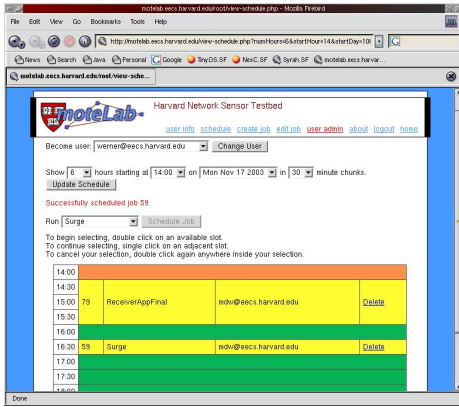 motelab.eecs.harvard.edu/root/view-schedule.php - Mozilla Firebird
File Edit View Go Bookmarks Tools Help
http://motelab.eecs.harvard.edu/view-schedule.php?numHours=6&startHour=14&startDay=10
News Search Java Personal Google TinyOS.SF NesC.SF Syrah.SF motelab.eecs.harvar...
motelab.eecs.harvard.edu/root/view-sche...
moteLab
Harvard Network Sensor Testbed
user info schedule create job edit job user admin about logout home
Become user: werner@eecs.harvard.edu Change User
Show 6 hours starting at 14:00 on Mon Nov 17 2003 in 30 minute chunks.
Update Schedule
Successfully scheduled job 59
Run Surge Schedule Job
To begin selecting, double click on an available slot.
To continue selecting, single click on an adjacent slot.
To cancel your selection, double click again anywhere inside your selection.
14:00
14:30
15:00 79 ReceiverAppFinal mdw@eecs.harvard.edu Delete
15:30
16:00
16:30 59 Surge mdw@eecs.harvard.edu Delete
17:00
17:30
18:00
Done